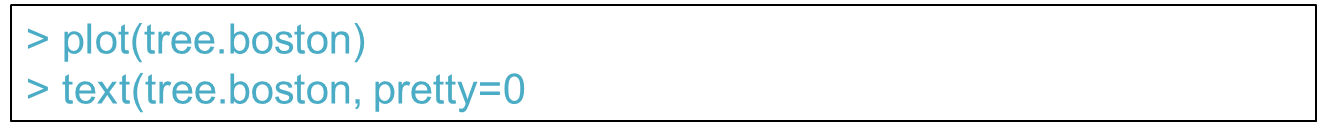 > plot(tree.boston)
> text(tree.boston, pretty=0